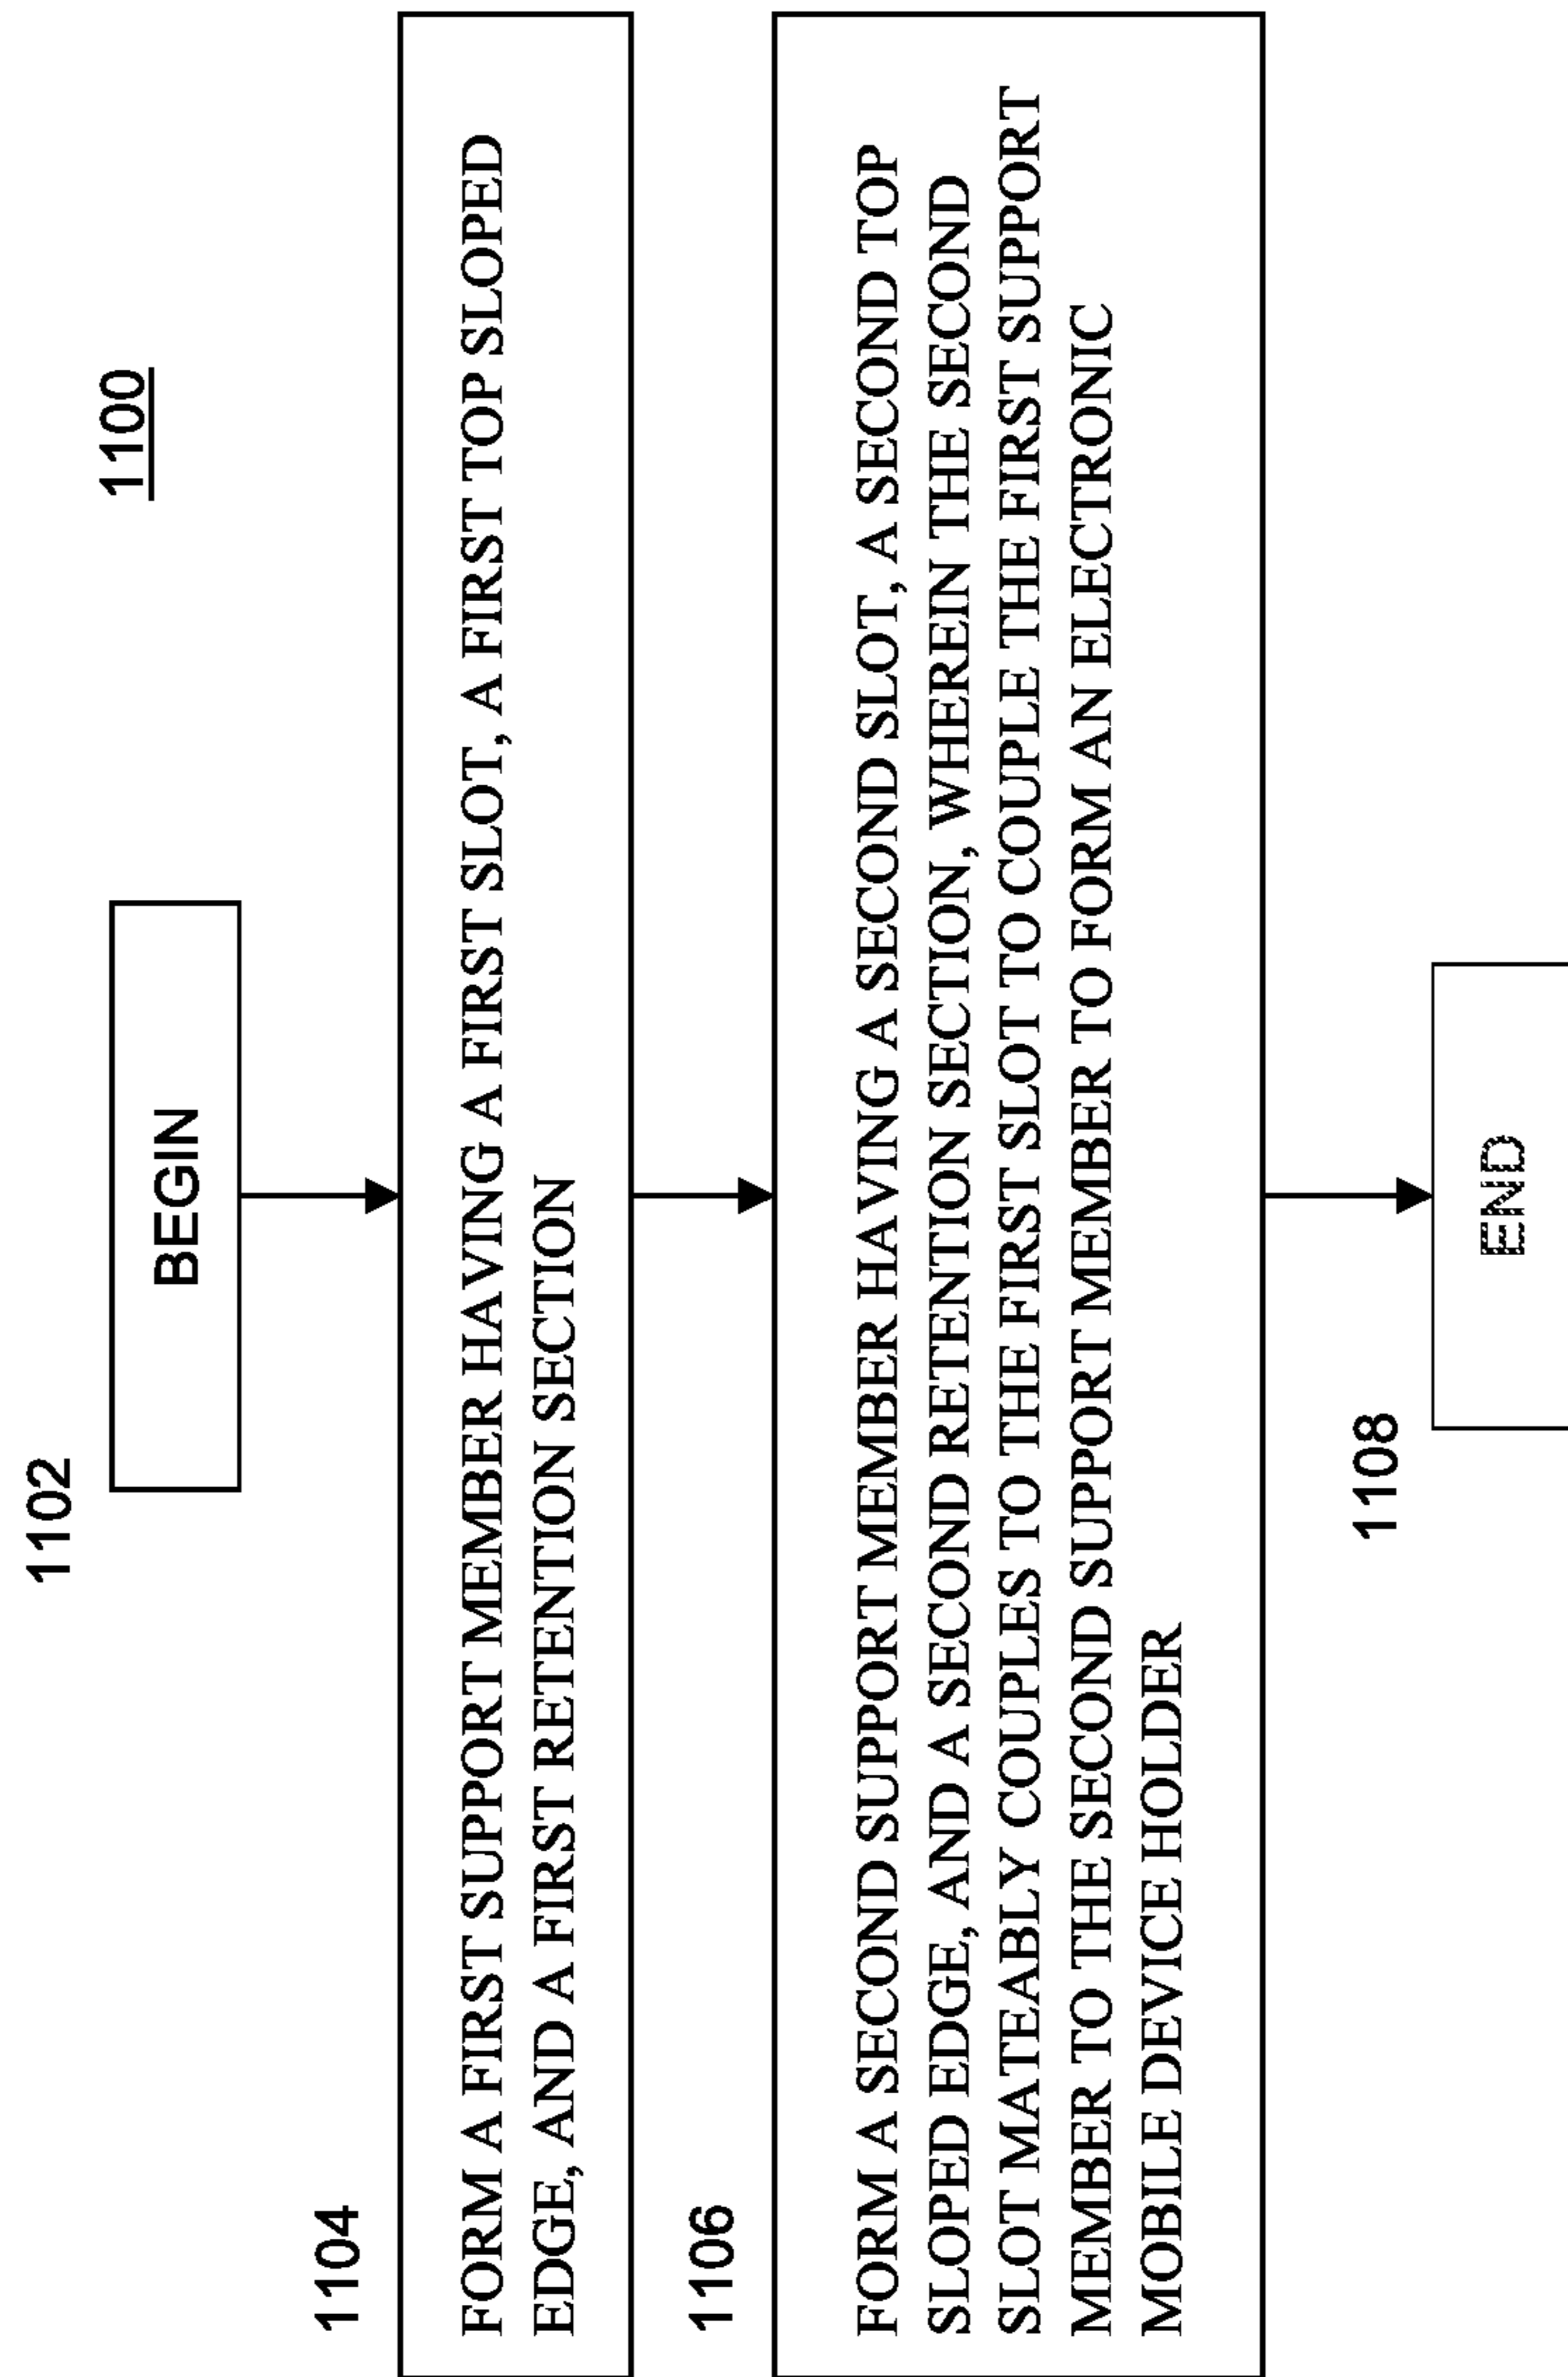 1100
1102
BEGIN
1104
FORM A FIRST SUPPORT MEMBER HAVING A FIRST SLOT, A FIRST TOP SLOPED
EDGE, AND A FIRST RETENTION SECTION
1106
FORM A SECOND SUPPORT MEMBER HAVING A SECOND SLOT, A SECOND TOP
SLOPED EDGE, AND A SECOND RETENTION SECTION, WHEREIN THE SECOND
SLOT MATEABLY COUPLES TO THE FIRST SLOT TO COUPLE THE FIRST SUPPORT
MEMBER TO THE SECOND SUPPORT MEMBER TO FORM AN ELECTRONIC
MOBILE DEVICE HOLDER
1108
END